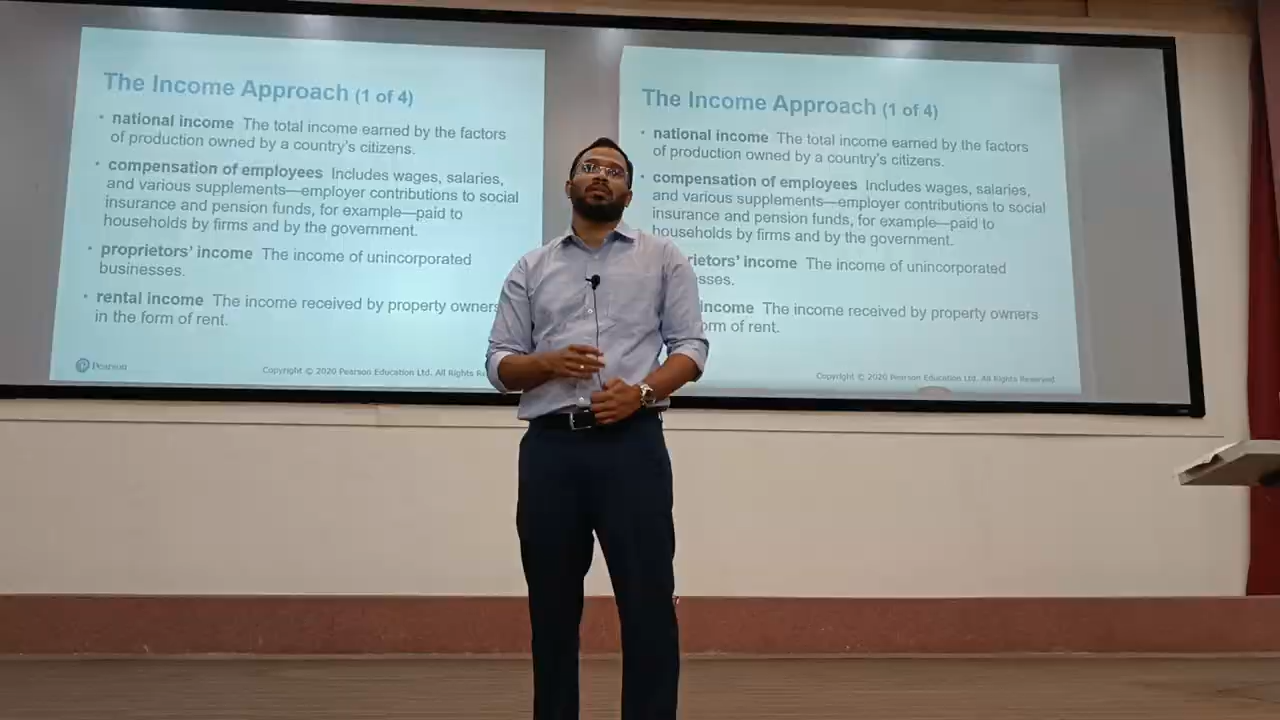 The Income Approach (1 of 4)
• national income The total income earned by the factors
of production owned by a country's citizens.
• compensation of employees Includes wages, salaries,
and various supplements—employer contributions to social
insurance and pension funds, for example—paid to
households by firms and by the government.
• proprietors' income The income of unincorporated
businesses.
• rental income The income received by property owners
in the form of rent.
Pearson
Copyright © 2020 Pearson Education Ltd. All Rights Re
The Income Approach (1 of 4)
• national income The total income earned by the factors
of production owned by a country's citizens.
• compensation of employees Includes wages, salaries,
and various supplements—employer contributions to social
insurance and pension funds, for example—paid to
households by firms and by the government.
rietors' income The income of unincorporated
sses.
income The income received by property owners
orm of rent.
Copyright © 2020 Pearson Education Ltd. All Rights Reserved